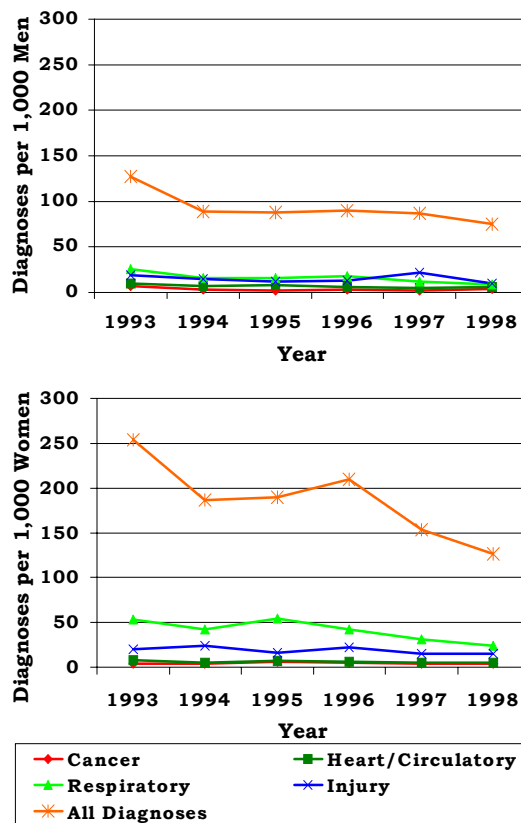 Diagnoses per 1,000 Men
300
250
200
150
100
50
0
1993 1994 1995 1996 1997 1998
Year
Diagnoses per 1,000 Women
300
250
200
150
100
50
0
1993 1994 1995 1996 1997 1998
Year
Cancer Heart/Circulatory
Respiratory Injury
All Diagnoses